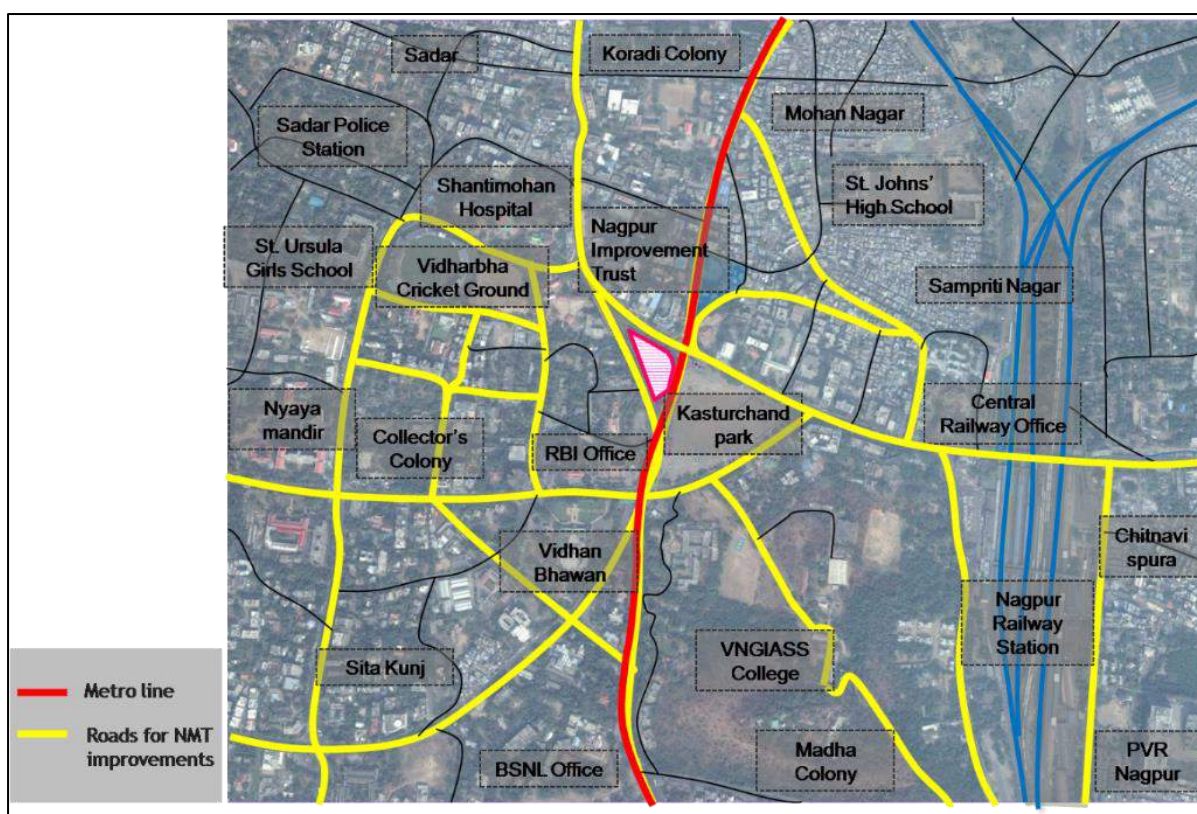 Sadar
Koradi Colony
Mohan Nagar
Sadar Police
Station
Shantimohan
Hospital
St. Johns'
High School
Nagpur
Improvement
Trust
St. Ursula
Girls School
Vidharbha
Cricket Ground
Sampriti Nagar
Nyaya
mandir
Collector's
Colony
RBI Office
Kasturchand
park
Central
Railway Office
Vidhan
Bhawan
Chitnavi
spura
Nagpur
Railway
Station
Sita Kunj
VNGIASS
College
BSNL Office
Madha
Colony
PVR
Nagpur
Metro line
Roads for NMT
improvements